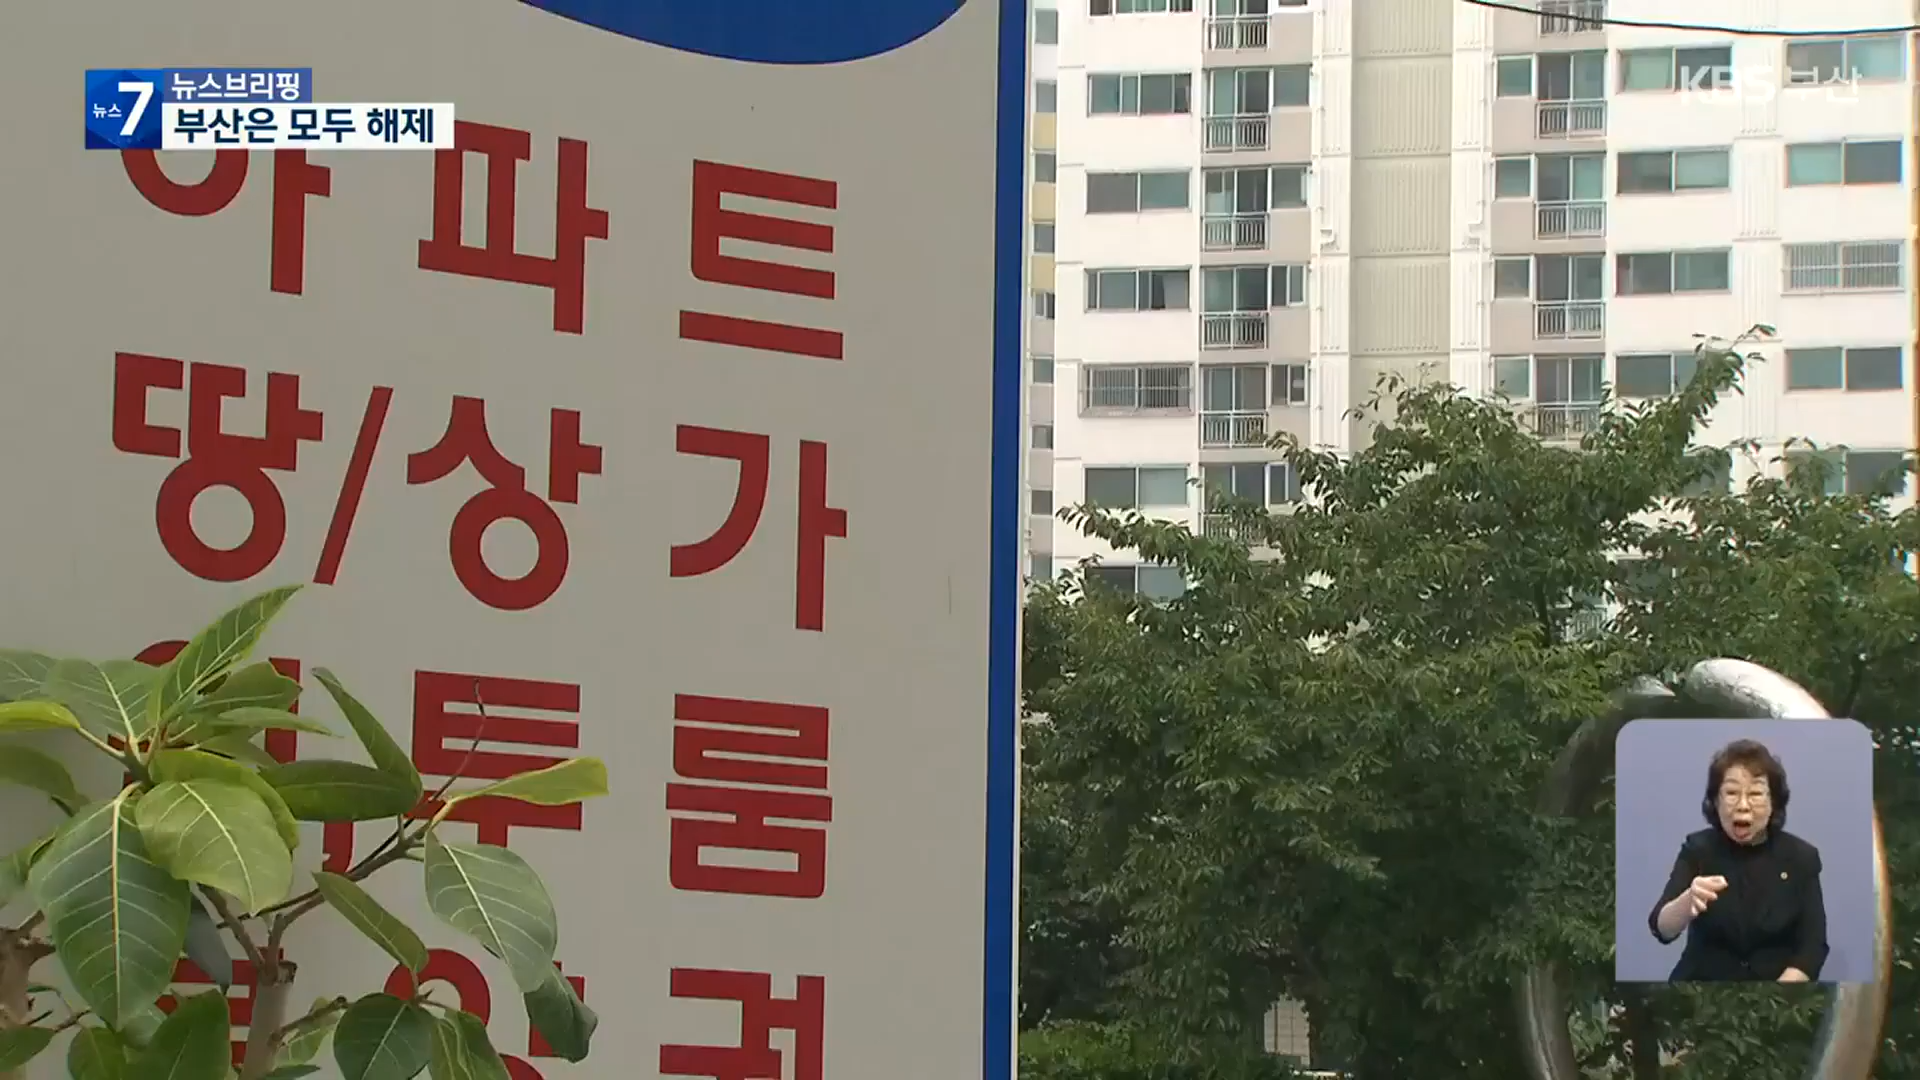 뉴스 7
뉴스브리핑
부산은 모두 해제
KBS 부산
아파트
땅/상가
투룸